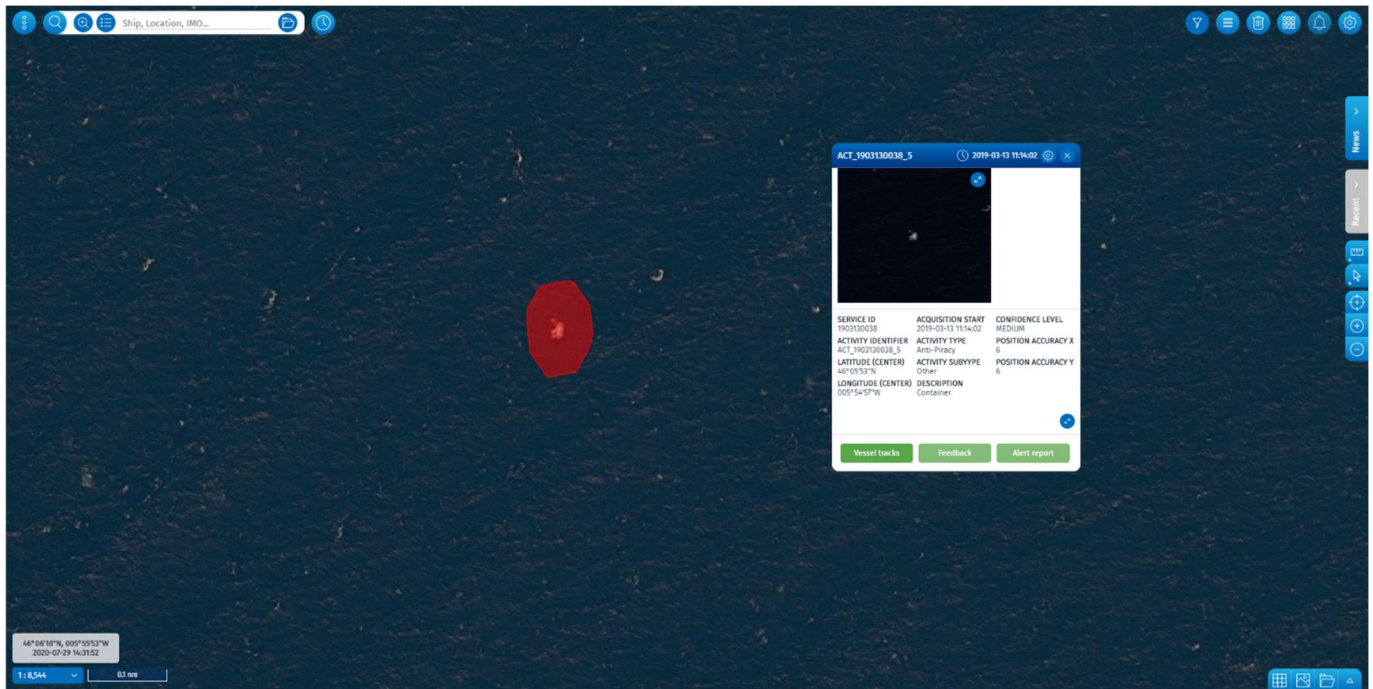 Ship, Location, IMO...
News
Recent
ACT_1903130038_5
2019-03-13 11:14:02
SERVICE ID
1903130038
ACQUISITION START
2019-03-13 11:14:02
CONFIDENCE LEVEL
MEDIUM
ACTIVITY IDENTIFIER
ACT_1903130038_5
ACTIVITY TYPE
Anti-Piracy
POSITION ACCURACY X
6
LATITUDE (CENTER)
46°05'53"N
ACTIVITY SUBYYPE
Other
POSITION ACCURACY Y
6
LONGITUDE (CENTER)
005°54'57"W
DESCRIPTION
Container
Vessel tracks
Feedback
Alert report
46°06'18"N, 005°55'53"W
2020-07-29 14:31:52
1 : 8,544
0.1 nm